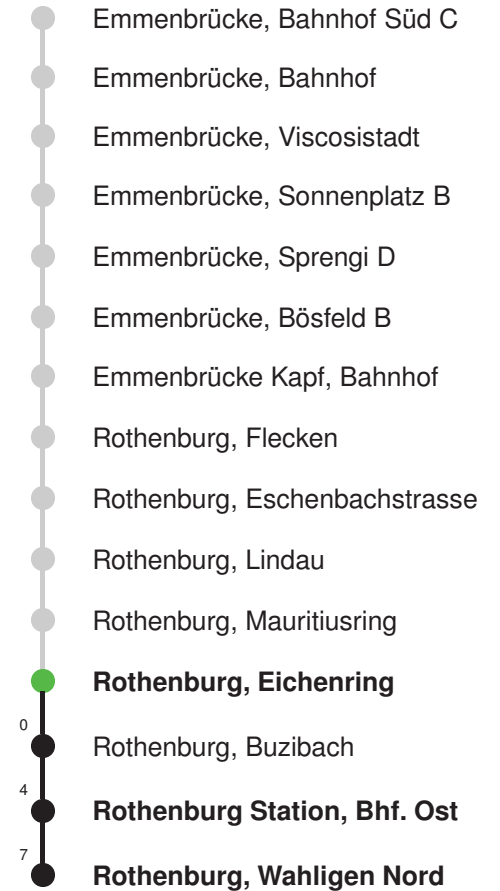 Emmenbrücke, Bahnhof Süd C
Emmenbrücke, Bahnhof
Emmenbrücke, Viscosistadt
Emmenbrücke, Sonnenplatz B
Emmenbrücke, Sprengi D
Emmenbrücke, Bösfeld B
Emmenbrücke Kapf, Bahnhof
Rothenburg, Flecken
Rothenburg, Eschenbachstrasse
Rothenburg, Lindau
Rothenburg, Mauritiusring
Rothenburg, Eichenring
0 Rothenburg, Buzibach
4 Rothenburg Station, Bhf. Ost
7 Rothenburg, Wahligen Nord